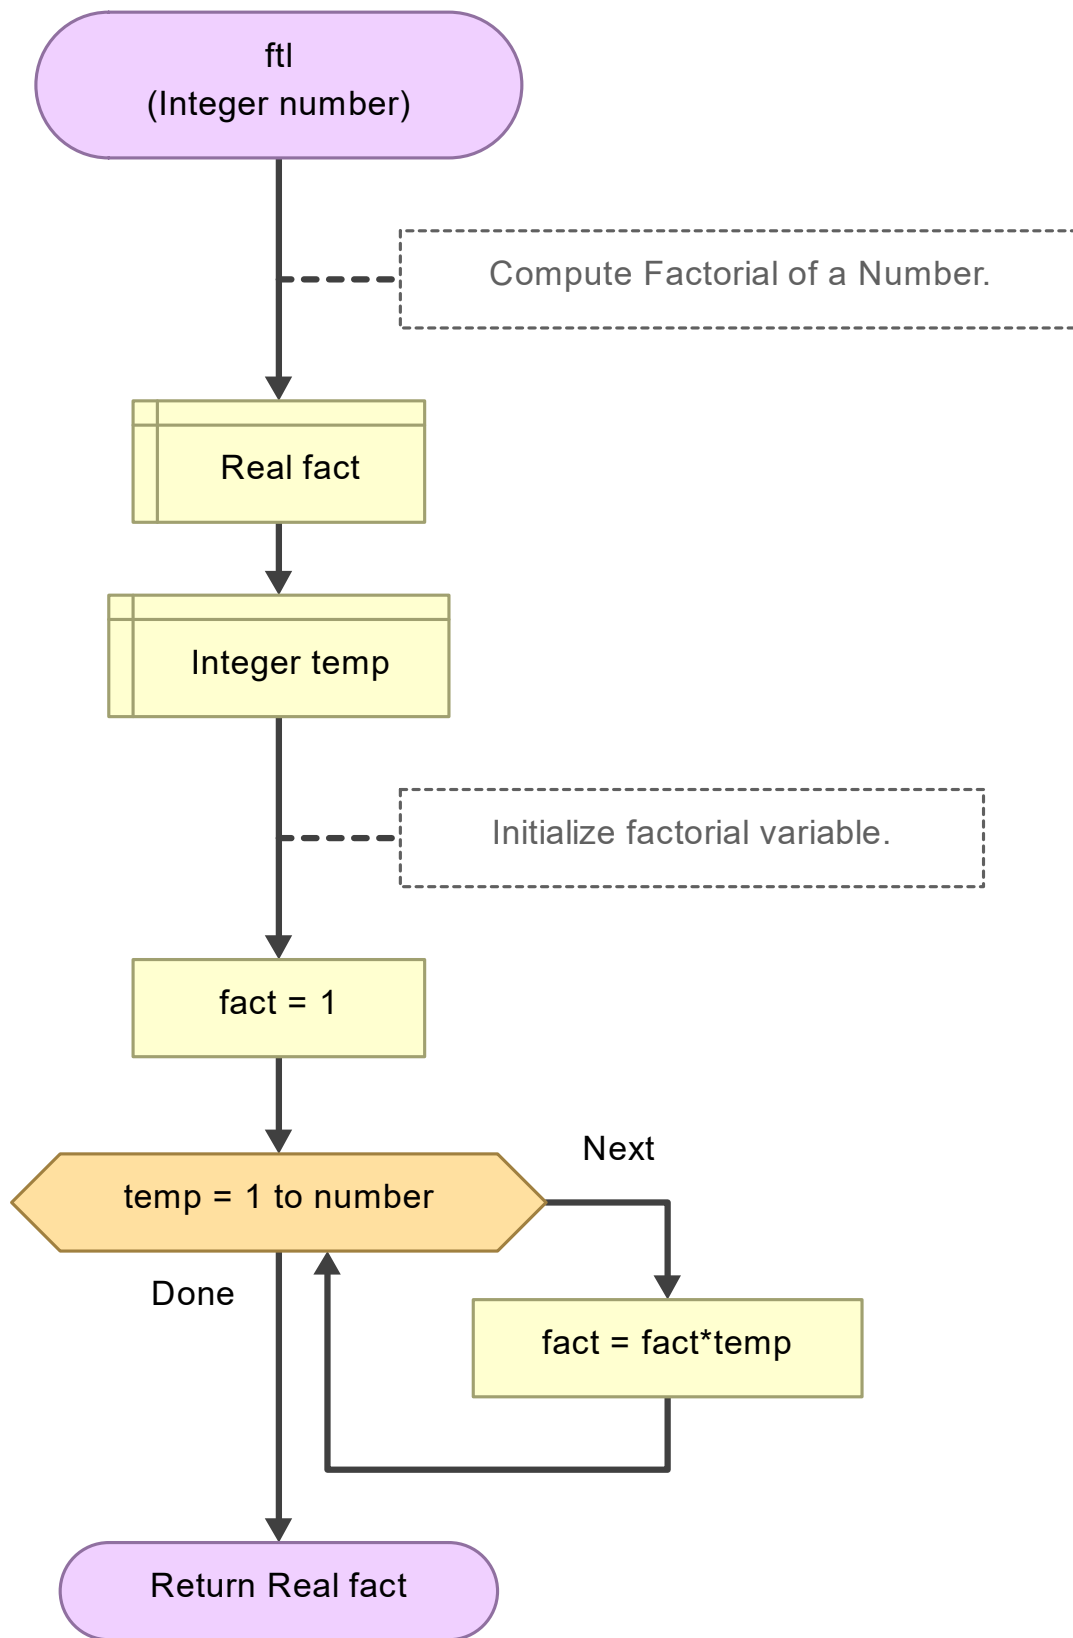 ftl
(Integer number)
Compute Factorial of a Number.
Real fact
Integer temp
Initialize factorial variable.
fact = 1
Next
temp = 1 to number
Done
fact = fact*temp
Return Real fact